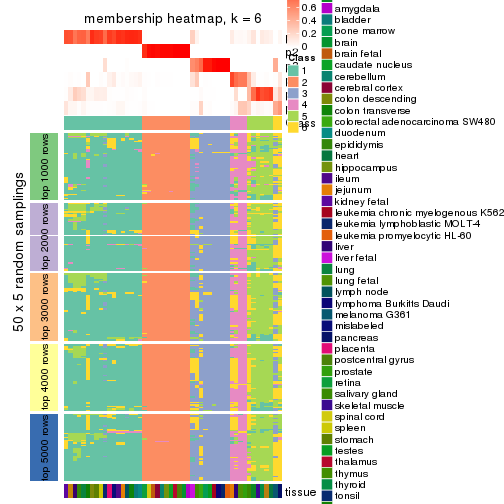 membership heatmap, k = 6
50 x 5 random samplings
top 1000 rows
top 2000 rows
top 3000 rows
top 4000 rows
top 5000 rows
0.6
0.4
0.2
0
Class
1
2
3
4
5
6
tissue
amygdala
bladder
bone marrow
brain
brain fetal
caudate nucleus
cerebellum
cerebral cortex
colon descending
colon transverse
colorectal adenocarcinoma SW480
duodenum
epididymis
heart
hippocampus
ileum
jejunum
kidney fetal
leukemia chronic myelogenous K562
leukemia lymphoblastic MOLT-4
leukemia promyelocytic HL-60
liver
liver fetal
lung
lung fetal
lymph node
lymphoma Burkitts Daudi
melanoma G361
mislabeled
pancreas
placenta
postcentral gyrus
prostate
retina
salivary gland
skeletal muscle
spinal cord
spleen
stomach
testes
thalamus
thymus
thyroid
tonsil